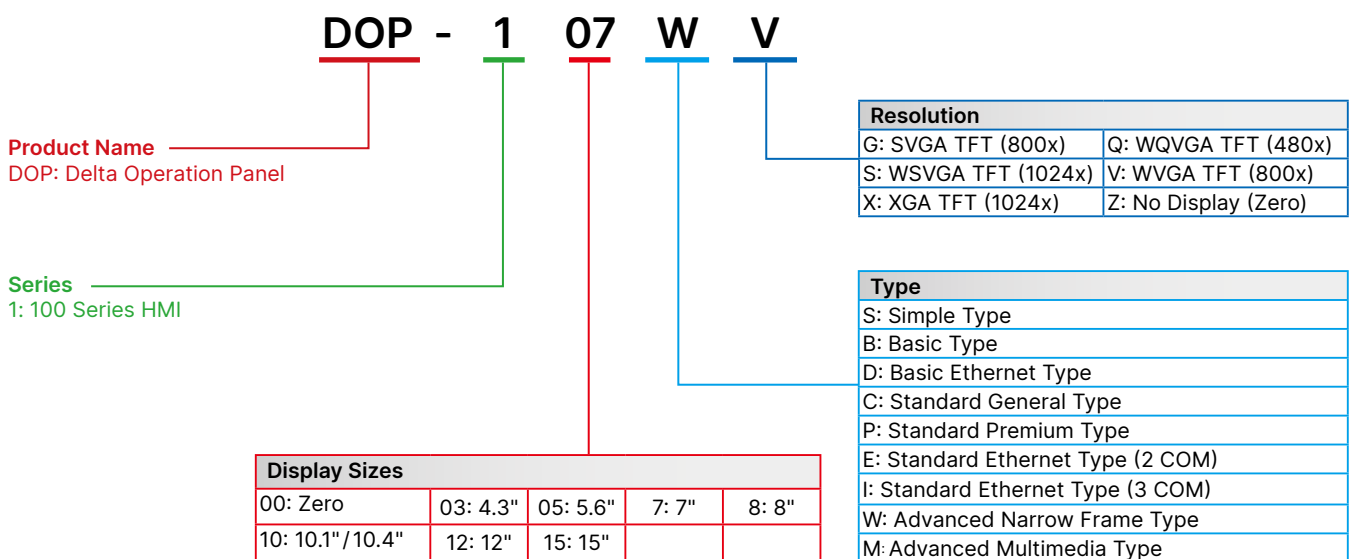 DOP - 1 07 W V
Product Name
DOP: Delta Operation Panel
Series
1: 100 Series HMI
Resolution
G: SVGA TFT (800x) Q: WQVGA TFT (480x)
S: WSVGA TFT (1024x) V: WVGA TFT (800x)
X: XGA TFT (1024x) Z: No Display (Zero)
Type
S: Simple Type
B: Basic Type
D: Basic Ethernet Type
C: Standard General Type
P: Standard Premium Type
E: Standard Ethernet Type (2 COM)
I: Standard Ethernet Type (3 COM)
W: Advanced Narrow Frame Type
M: Advanced Multimedia Type
Display Sizes
00: Zero 03: 4.3" 05: 5.6" 7: 7" 8: 8"
10: 10.1"/10.4" 12: 12" 15: 15"